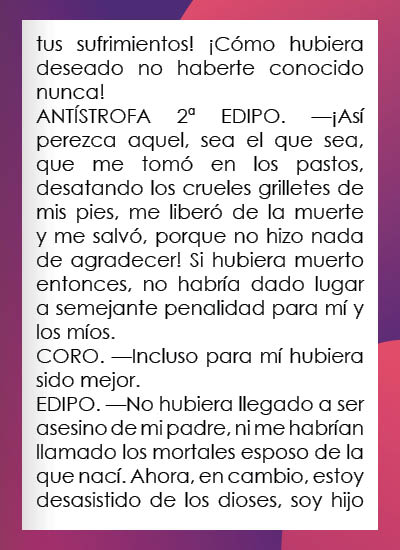 tus sufrimientos! ¡Cómo hubiera
deseado no haberte conocido
nunca!
ANTÍSTROFA 2ª EDIPO. —¡Así
perezca aquel, sea el que sea,
que me tomó en los pastos,
desatando los crueles grilletes de
mis pies, me liberó de la muerte
y me salvó, porque no hizo nada
de agradecer! Si hubiera muerto
entonces, no habría dado lugar
a semejante penalidad para mí y
los míos.
CORO. —Incluso para mí hubiera
sido mejor.
EDIPO. —No hubiera llegado a ser
asesino de mi padre, ni me habrían
llamado los mortales esposo de la
que nací. Ahora, en cambio, estoy
desasistido de los dioses, soy hijo